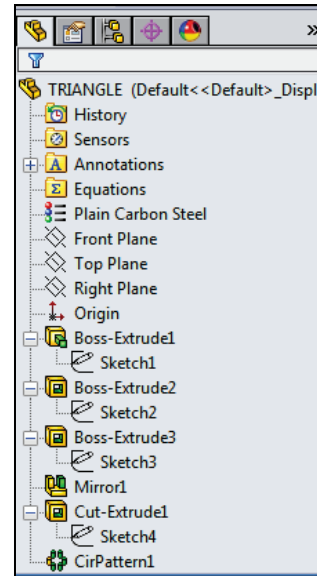 »
TRIANGLE (Default<<Default>_Displ
History
Sensors
A Annotations
Σ Equations
Plain Carbon Steel
Front Plane
Top Plane
Right Plane
Origin
Boss-Extrude1
Sketch1
Boss-Extrude2
Sketch2
Boss-Extrude3
Sketch3
Mirror1
Cut-Extrude1
Sketch4
CirPattern1